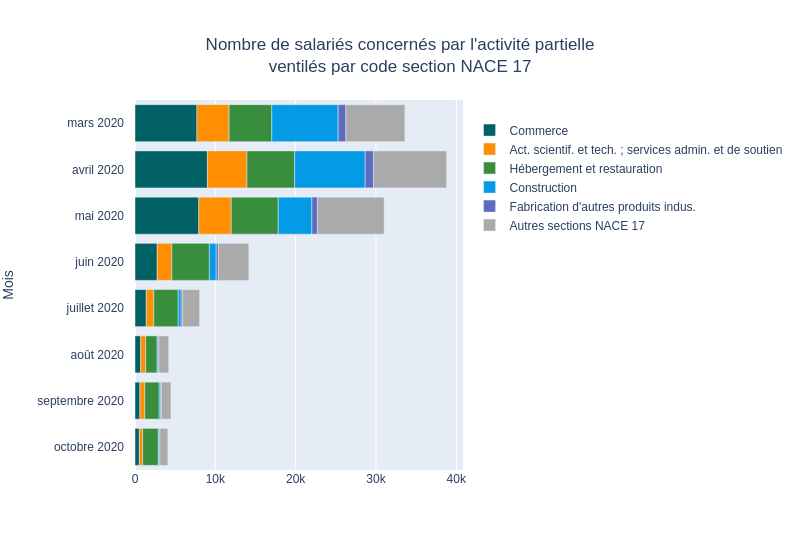 Nombre de salariés concernés par l'activité partielle
ventilés par code section NACE 17
mars 2020
avril 2020
mai 2020
juin 2020
juillet 2020
août 2020
septembre 2020
octobre 2020
Mois
0
10k
20k
30k
40k
Commerce
Act. scientif. et tech. ; services admin. et de soutien
Hébergement et restauration
Construction
Fabrication d'autres produits indus.
Autres sections NACE 17